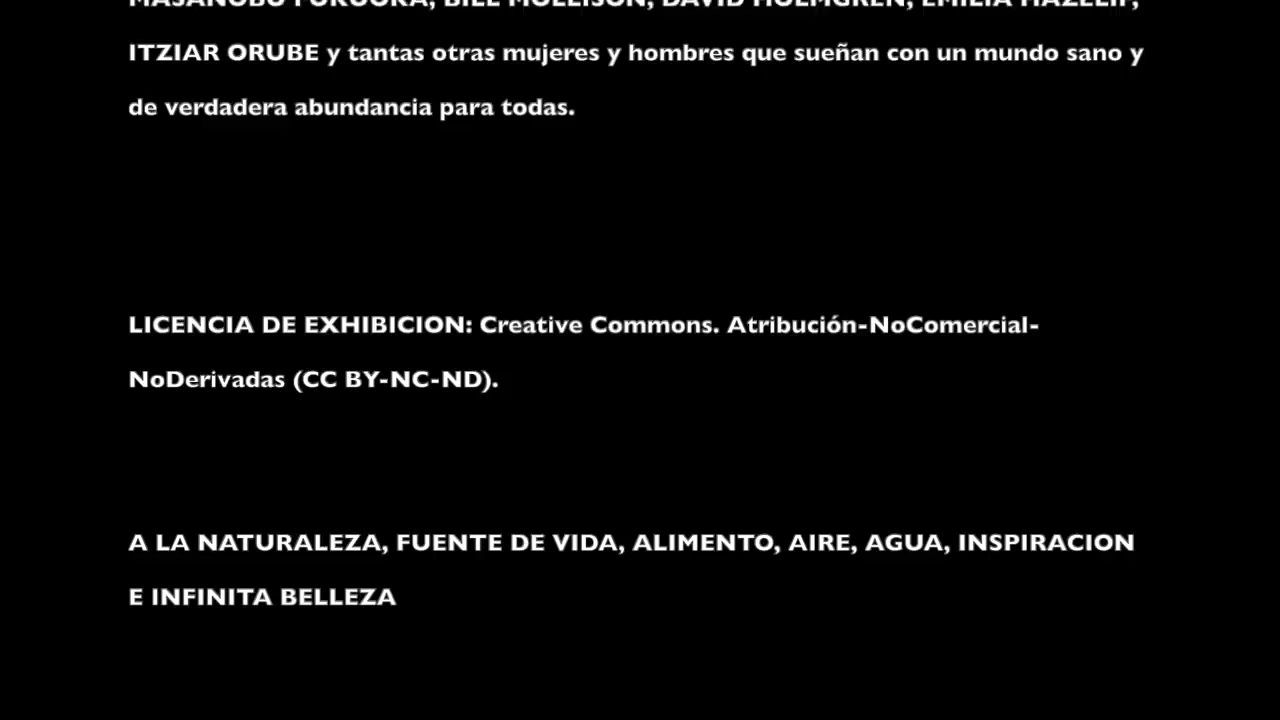 MASANOBU FUKUOKA, BILL MOLLISON, DAVID HOLMGREN, EMILIA HAZELIP,
ITZIAR ORUBE y tantas otras mujeres y hombres que sueñan con un mundo sano y
de verdadera abundancia para todas.
LICENCIA DE EXHIBICION: Creative Commons. Atribución-NoComercial-
NoDerivadas (CC BY-NC-ND).
A LA NATURALEZA, FUENTE DE VIDA, ALIMENTO, AIRE, AGUA, INSPIRACION
E INFINITA BELLEZA